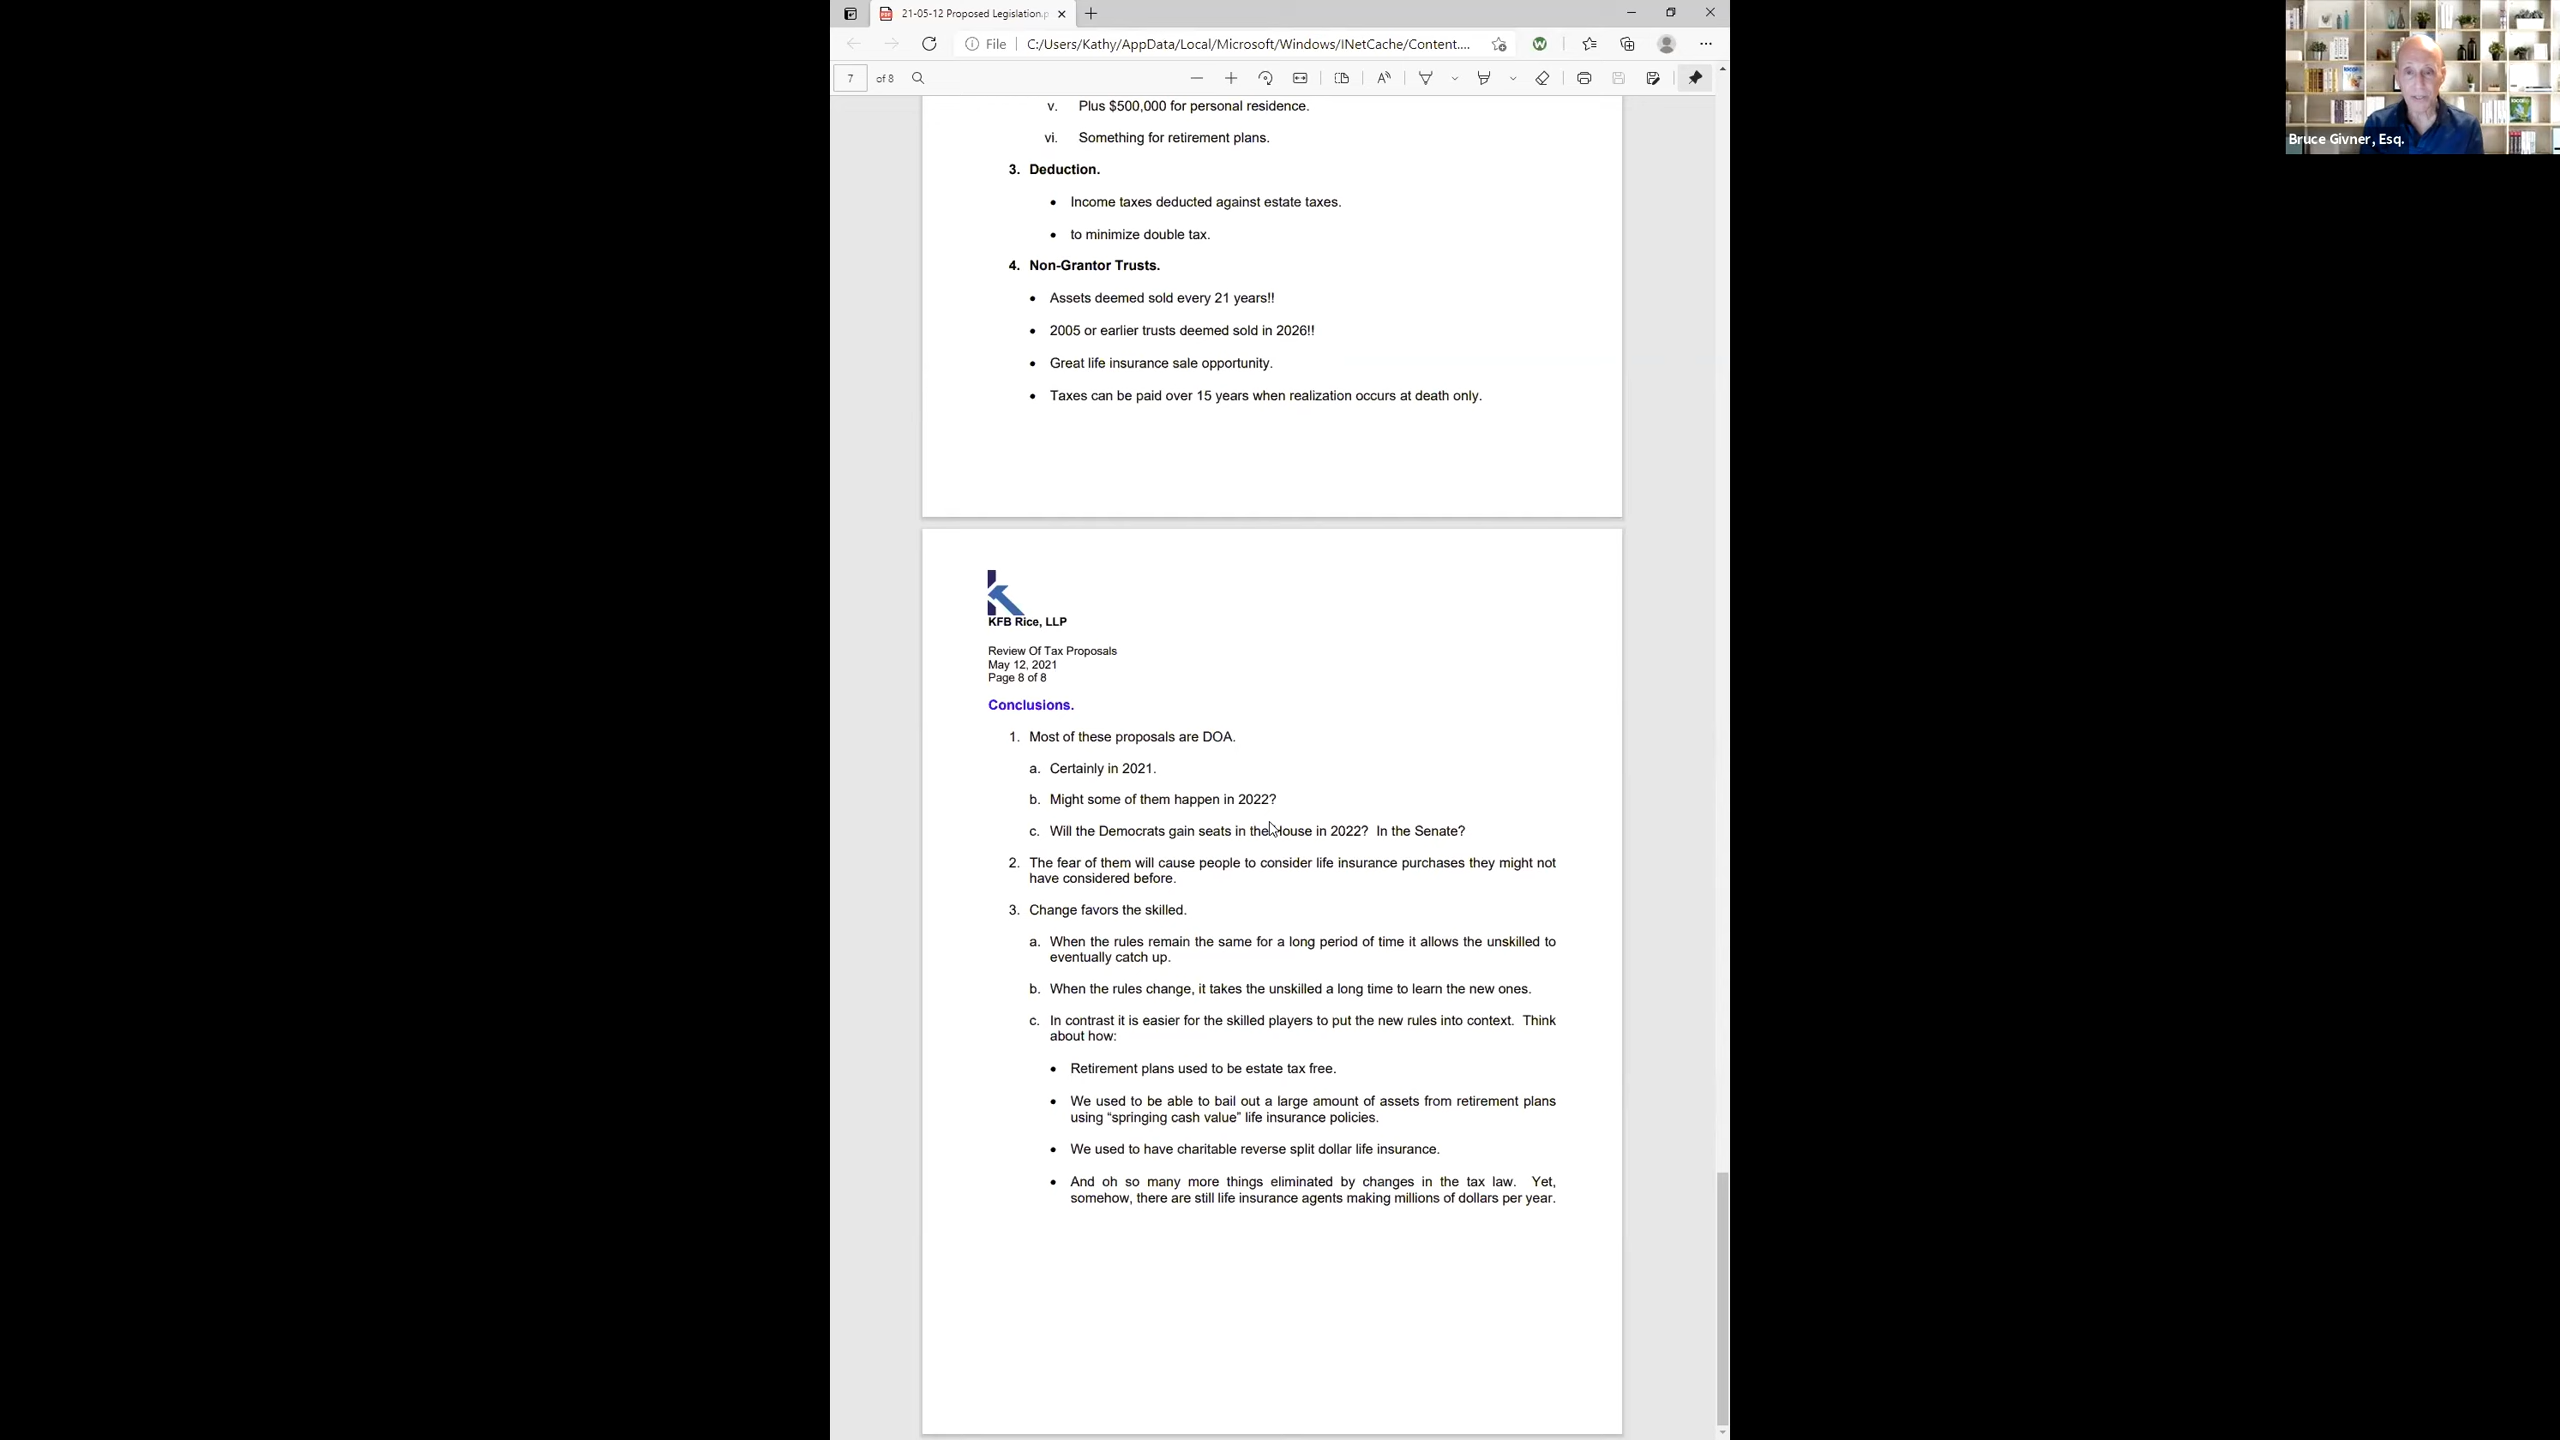 21-05-12 Proposed Legislation.p
File
C:/Users/Kathy/AppData/Local/Microsoft/Windows/INetCache/Content....
7 of 8
v. Plus $500,000 for personal residence.
vi. Something for retirement plans.
3. Deduction.
• Income taxes deducted against estate taxes.
• to minimize double tax.
4. Non-Grantor Trusts.
• Assets deemed sold every 21 years!!
• 2005 or earlier trusts deemed sold in 2026!!
• Great life insurance sale opportunity.
• Taxes can be paid over 15 years when realization occurs at death only.
KFB Rice, LLP
Review Of Tax Proposals
May 12, 2021
Page 8 of 8
Conclusions.
1. Most of these proposals are DOA.
a. Certainly in 2021.
b. Might some of them happen in 2022?
c. Will the Democrats gain seats in the House in 2022? In the Senate?
2. The fear of them will cause people to consider life insurance purchases they might not
have considered before.
3. Change favors the skilled.
a. When the rules remain the same for a long period of time it allows the unskilled to
eventually catch up.
b. When the rules change, it takes the unskilled a long time to learn the new ones.
c. In contrast it is easier for the skilled players to put the new rules into context. Think
about how:
• Retirement plans used to be estate tax free.
• We used to be able to bail out a large amount of assets from retirement plans
using “springing cash value” life insurance policies.
• We used to have charitable reverse split dollar life insurance.
• And oh so many more things eliminated by changes in the tax law. Yet,
somehow, there are still life insurance agents making millions of dollars per year.
Bruce Givner, Esq.